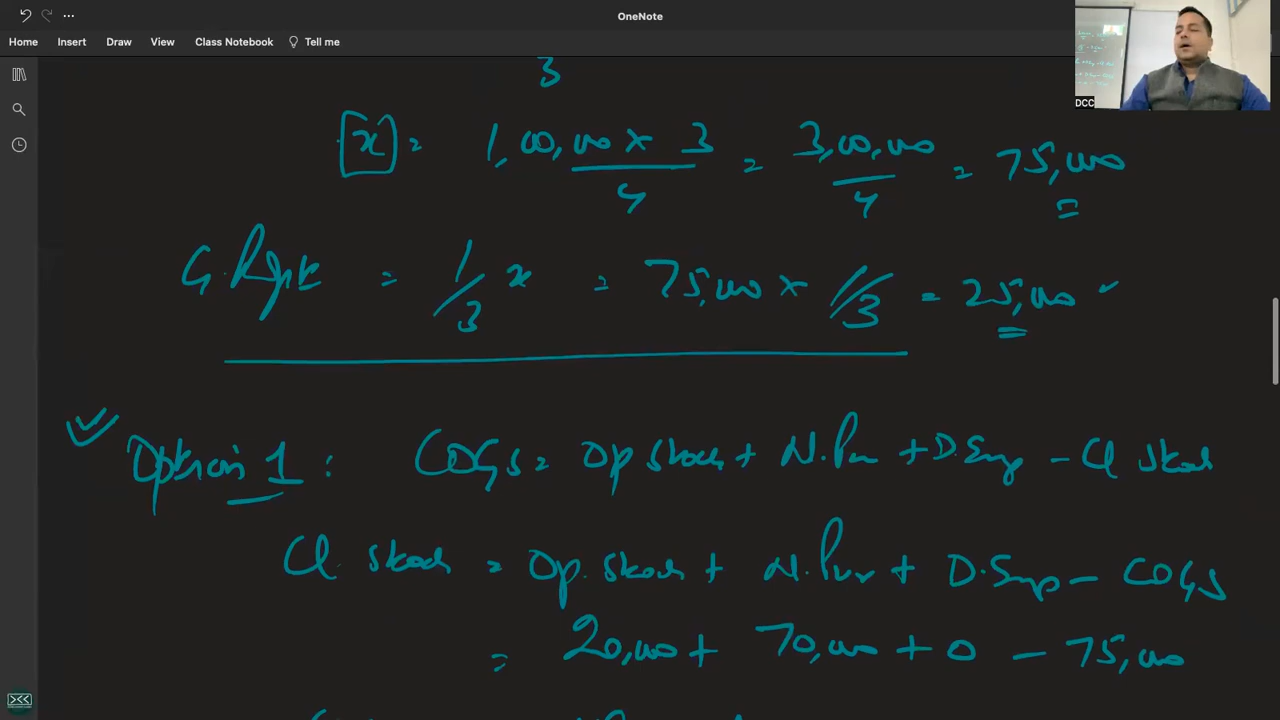 OneNote
Home Insert Draw View Class Notebook Tell me
DCC
3
x = 1,00,000 x 3 / 4 = 3,00,000 / 4 = 75,000
G. Profit = 1/3 x = 75,000 x 1/3 = 25,000 ✓
Option 1 : COGS = Op Stock + N. Pur + D. Exp - Cl Stock
Cl. Stock = Op. Stock + N. Pur + D. Exp - COGS
= 20,000 + 70,000 + 0 - 75,000